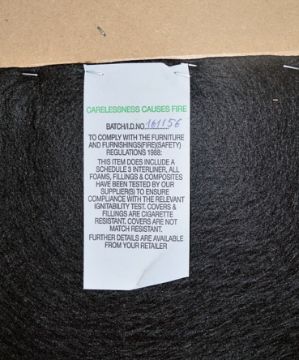 CARELESSNESS CAUSES FIRE
BATCH/I.D.NO. 161156
TO COMPLY WITH THE FURNITURE
AND FURNISHINGS(FIRE)(SAFETY)
REGULATIONS 1988:
THIS ITEM DOES INCLUDE A
SCHEDULE 3 INTERLINER, ALL
FOAMS, FILLINGS & COMPOSITES
HAVE BEEN TESTED BY OUR
SUPPLIER(S) TO ENSURE
COMPLIANCE WITH THE RELEVANT
IGNITABILITY TEST. COVERS &
FILLINGS ARE CIGARETTE
RESISTANT. COVERS ARE NOT
MATCH RESISTANT.
FURTHER DETAILS ARE AVAILABLE
FROM YOUR RETAILER